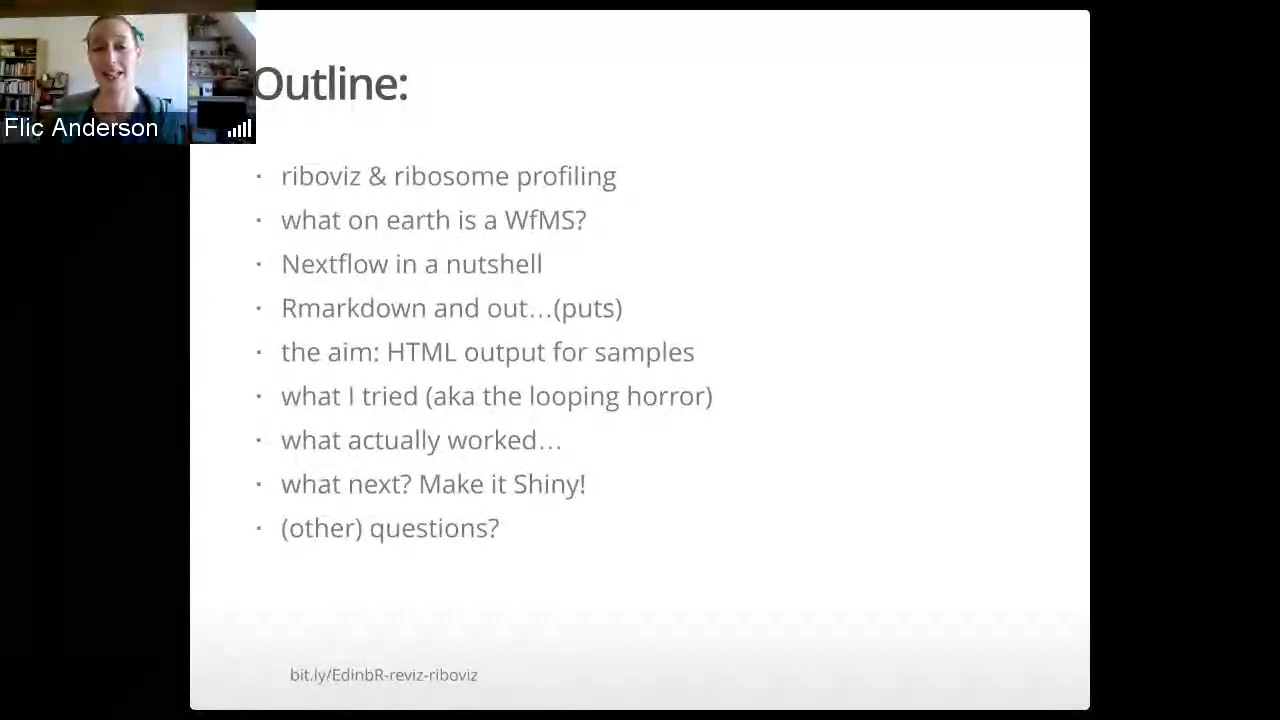 Flic Anderson
Outline:
· riboviz & ribosome profiling
· what on earth is a WfMS?
· Nextflow in a nutshell
· Rmarkdown and out…(puts)
· the aim: HTML output for samples
· what I tried (aka the looping horror)
· what actually worked…
· what next? Make it Shiny!
· (other) questions?
bit.ly/EdinbR-reviz-riboviz